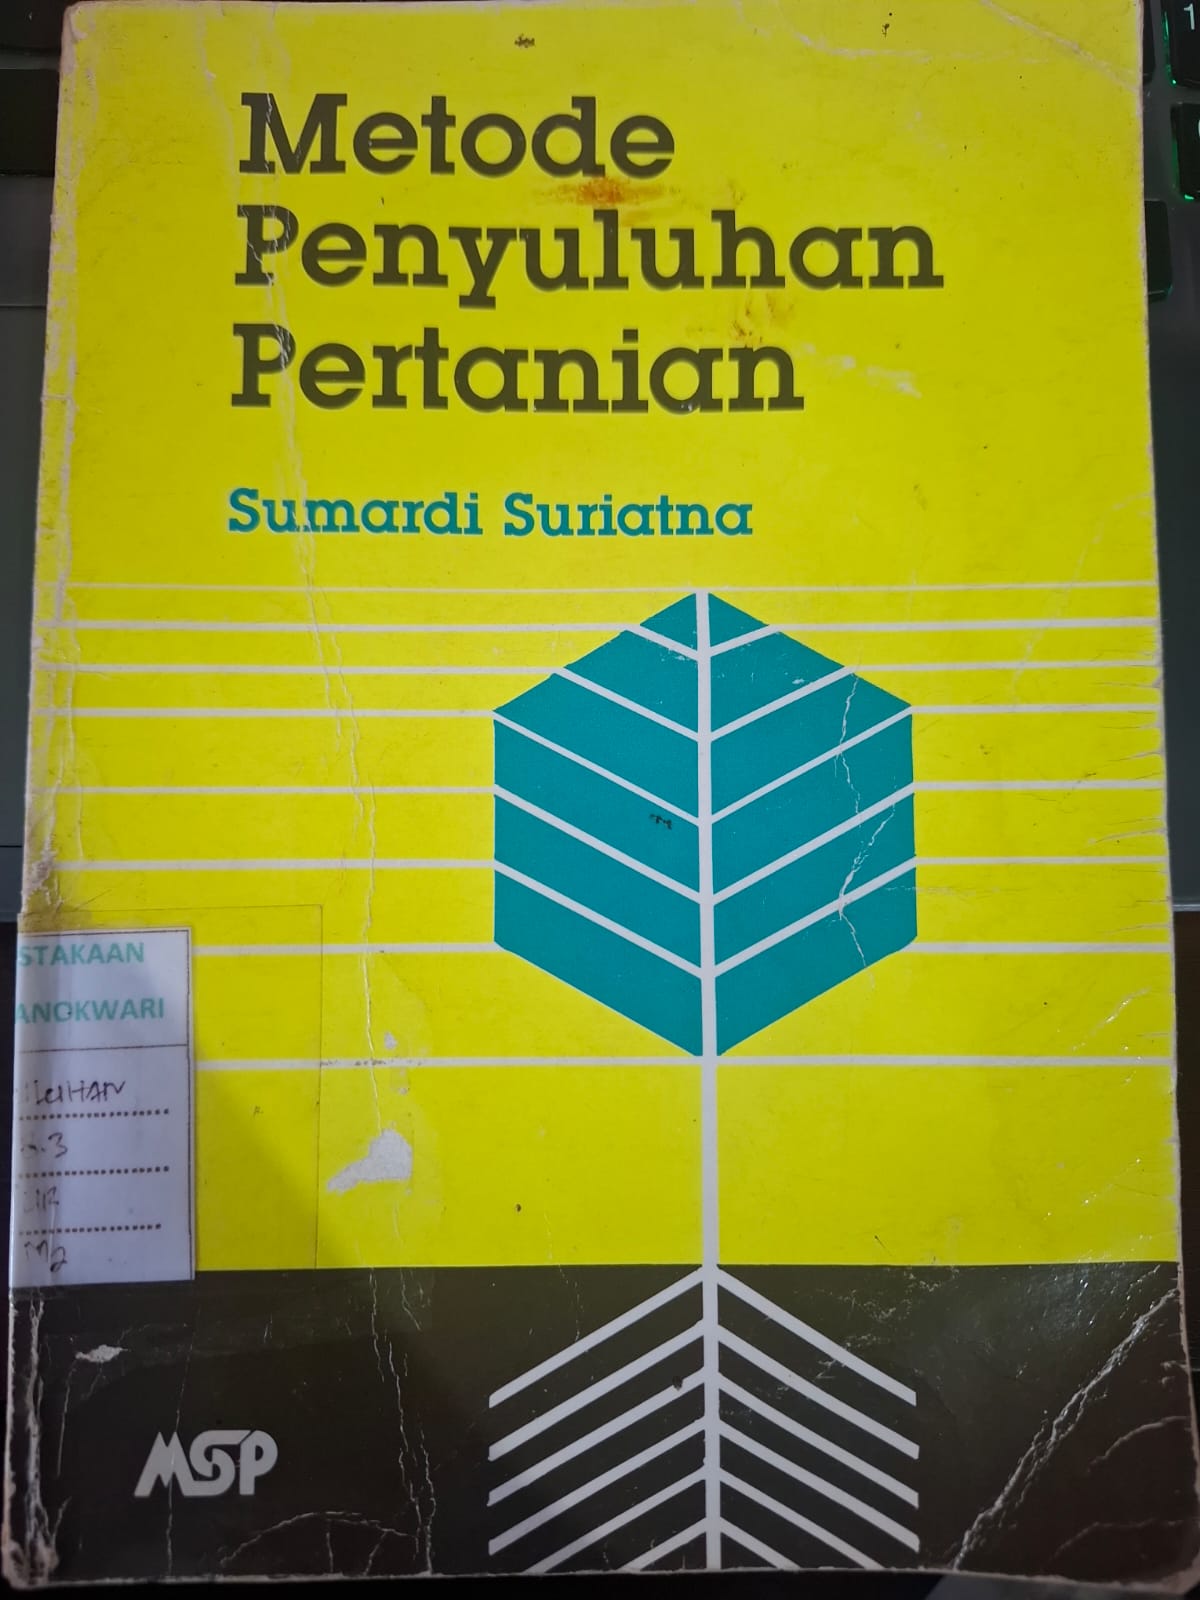 Metode
Penyuluhan
Pertanian
Sumardi Suriatna
STAKAAN
ANOKWARI
MSP